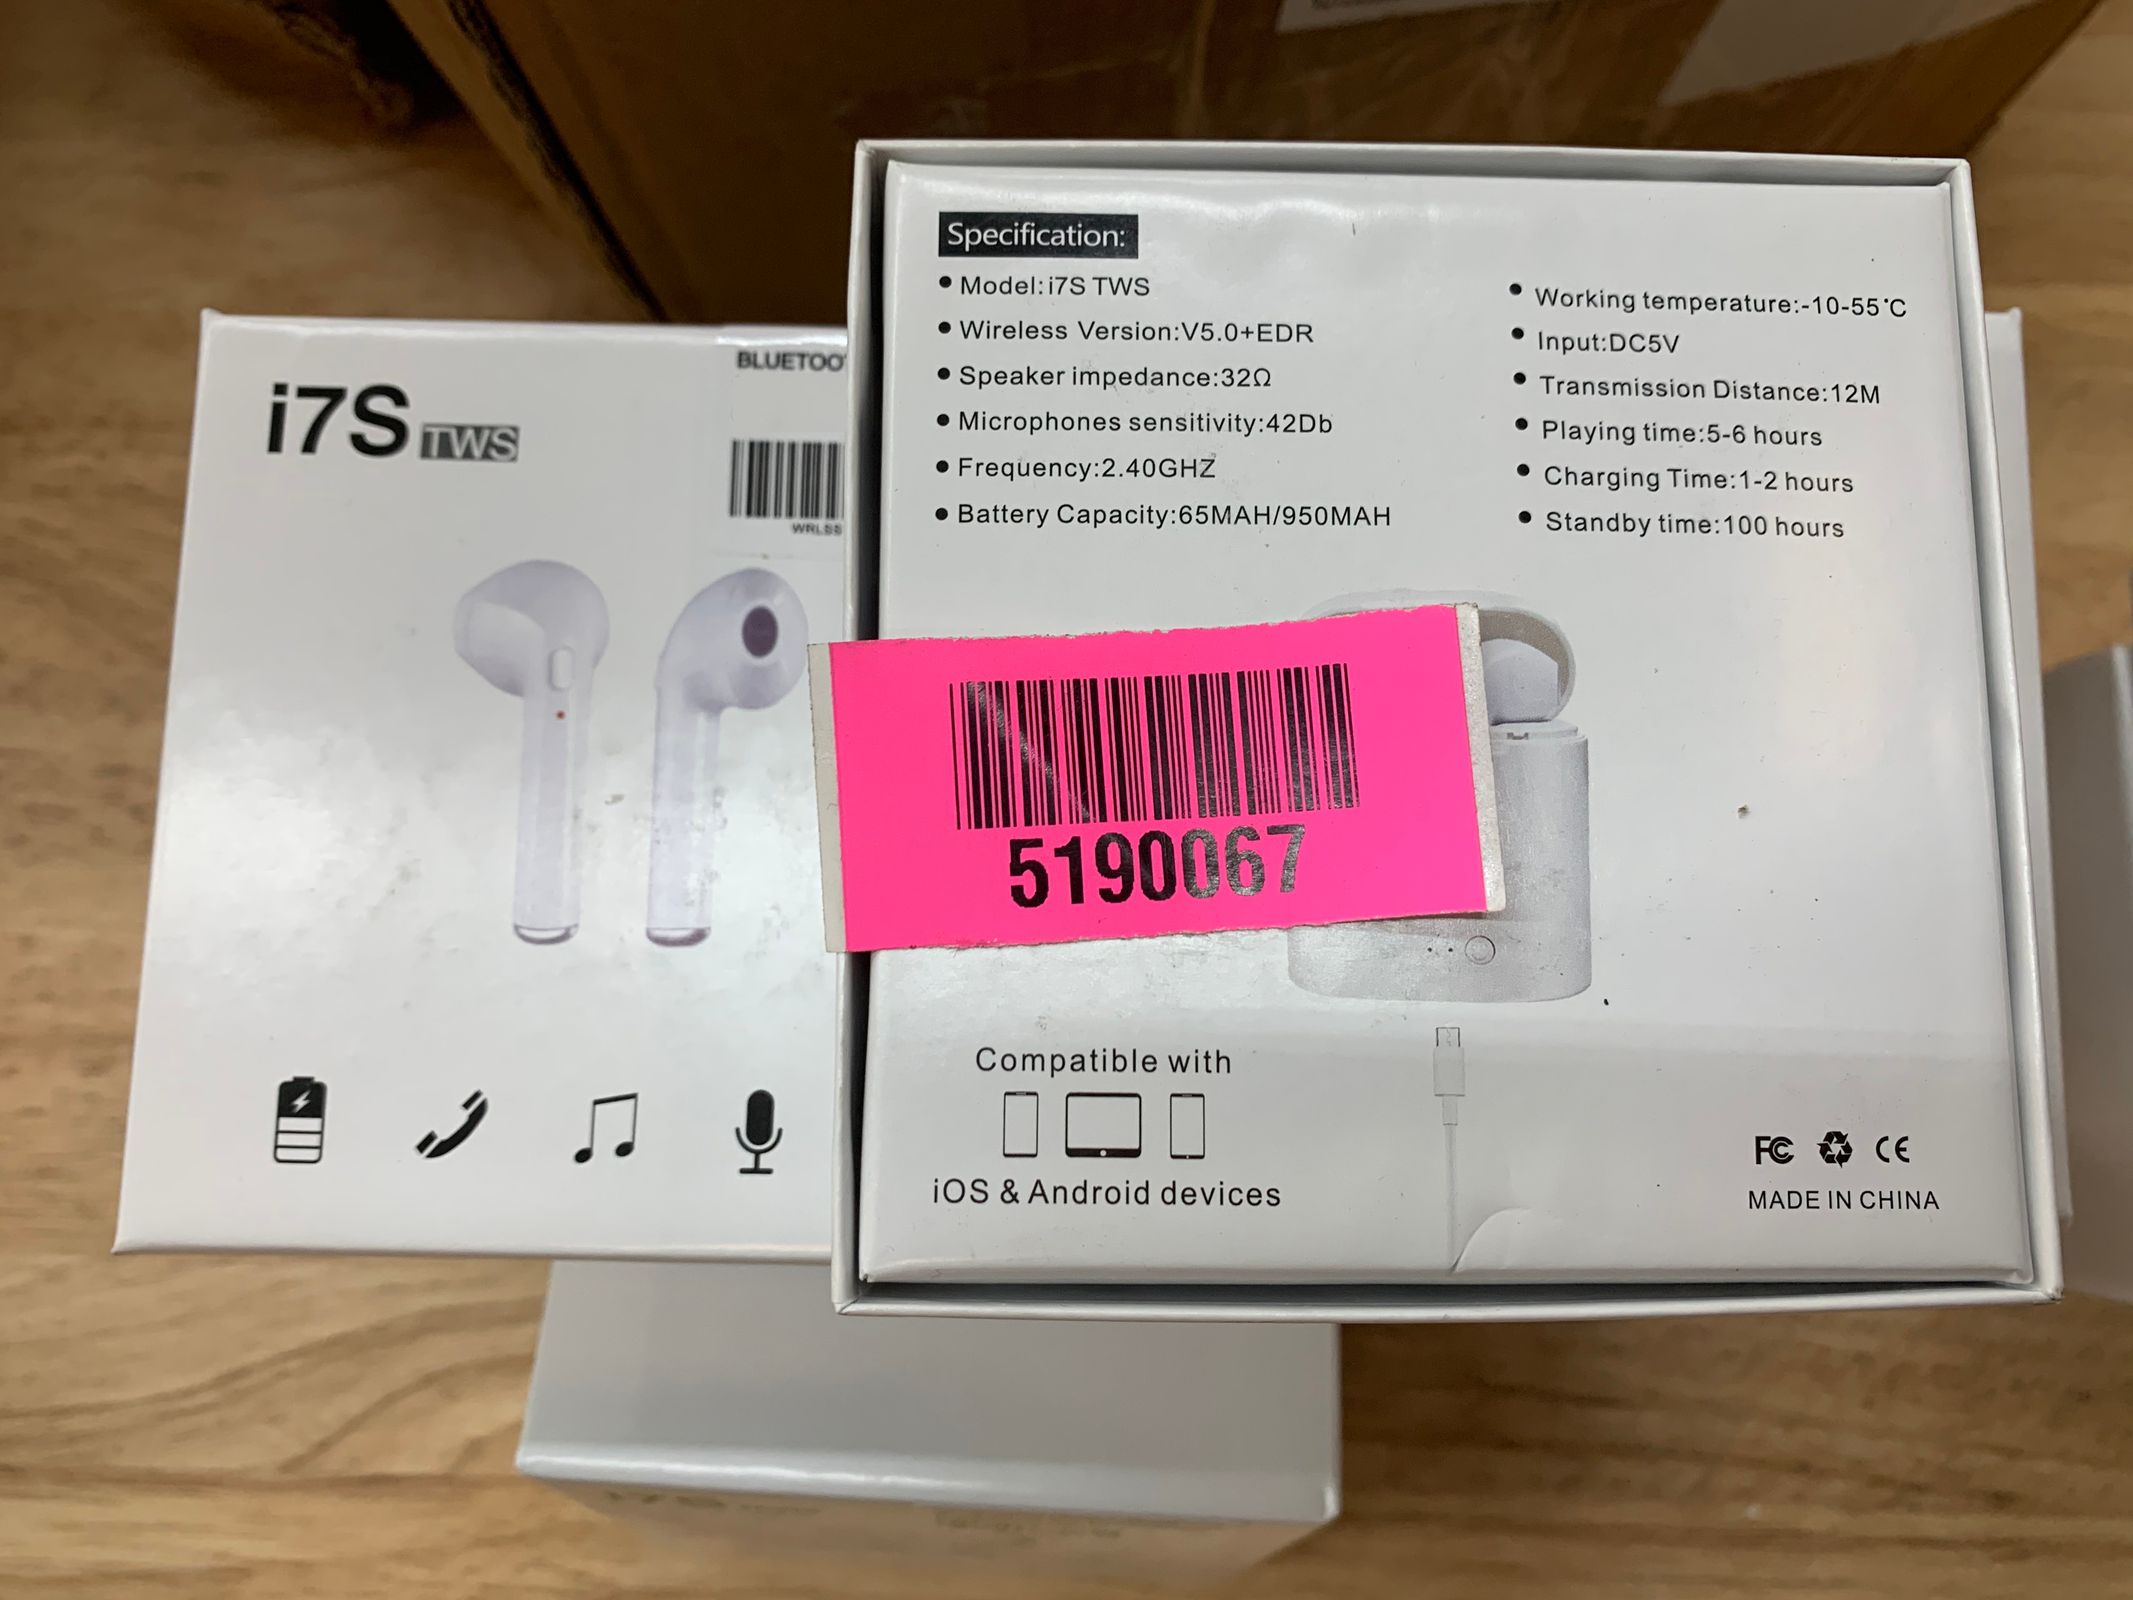 i7S TWS
BLUETOO
WRLSS
Specification:
Model:i7S TWS
Wireless Version:V5.0+EDR
Speaker impedance:32Ω
Microphones sensitivity:42Db
Frequency:2.40GHZ
Battery Capacity:65MAH/950MAH
Working temperature:-10-55℃
Input:DC5V
Transmission Distance:12M
Playing time:5-6 hours
Charging Time:1-2 hours
Standby time:100 hours
5190067
Compatible with
iOS & Android devices
FC CE
MADE IN CHINA